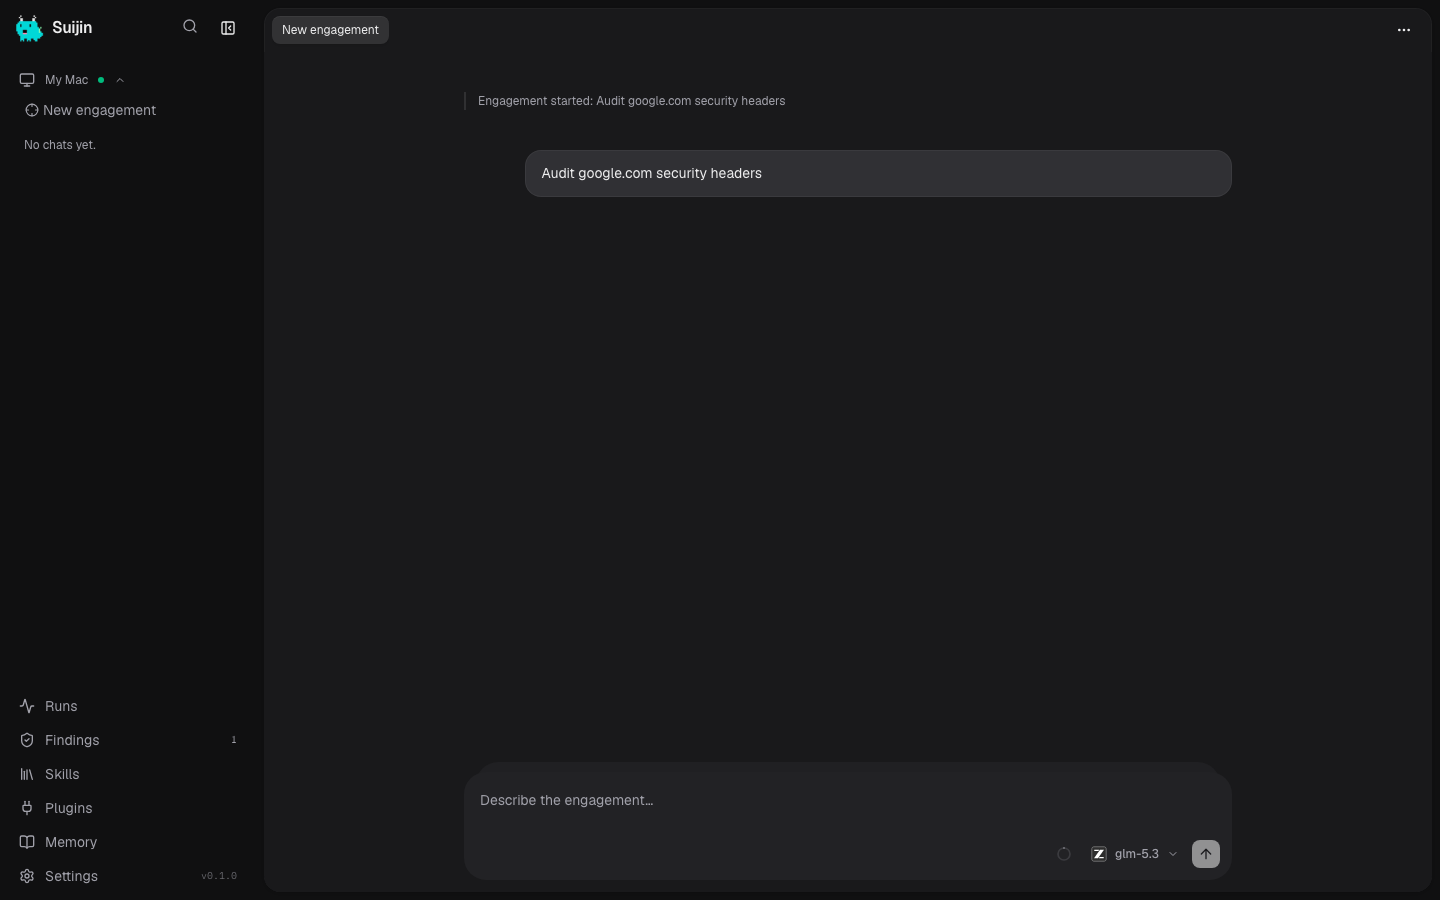 Suijin
My Mac
New engagement
No chats yet.
Runs
Findings 1
Skills
Plugins
Memory
Settings v0.1.0
New engagement
Engagement started: Audit google.com security headers
Audit google.com security headers
Describe the engagement…
glm-5.3